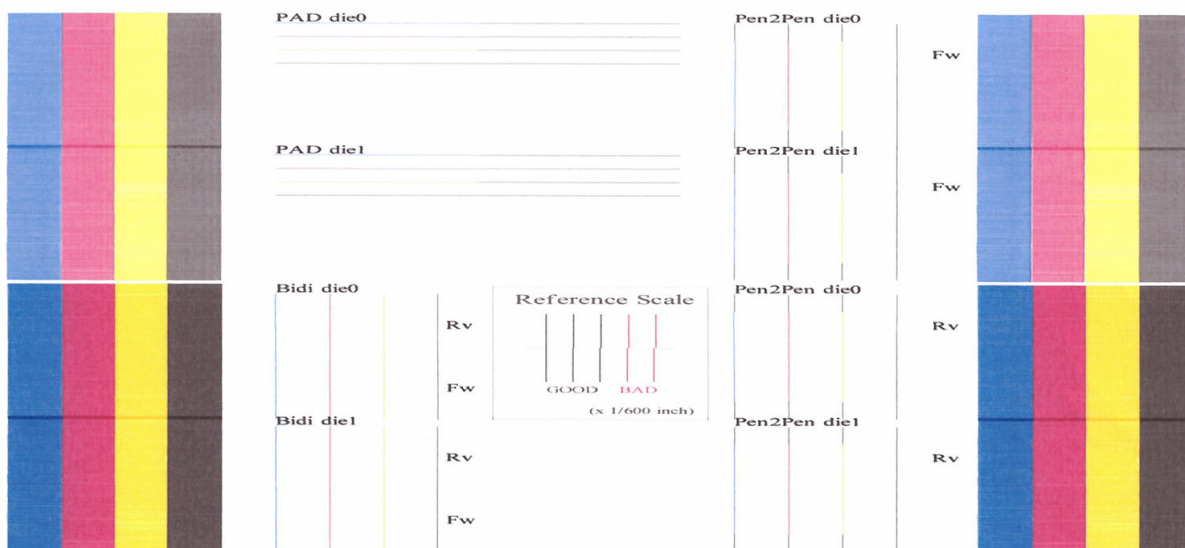 PAD die0
PAD die1
Bidi die0
Rv
Fw
Bidi die1
Rv
Fw
Reference Scale
GOOD BAD
(x 1/600 inch)
Pen2Pen die0
Fw
Pen2Pen die1
Fw
Pen2Pen die0
Rv
Pen2Pen die1
Rv